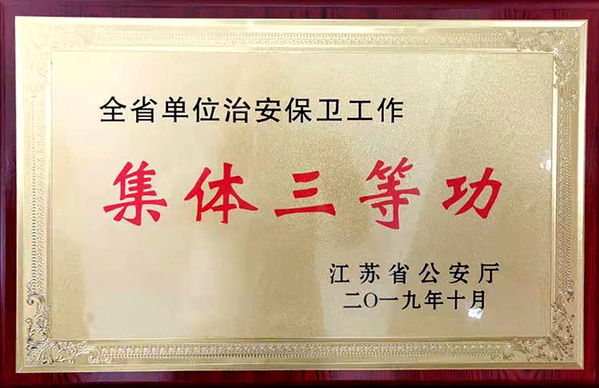 全省单位治安保卫工作
集体三等功
江苏省公安厅
二〇一九年十月